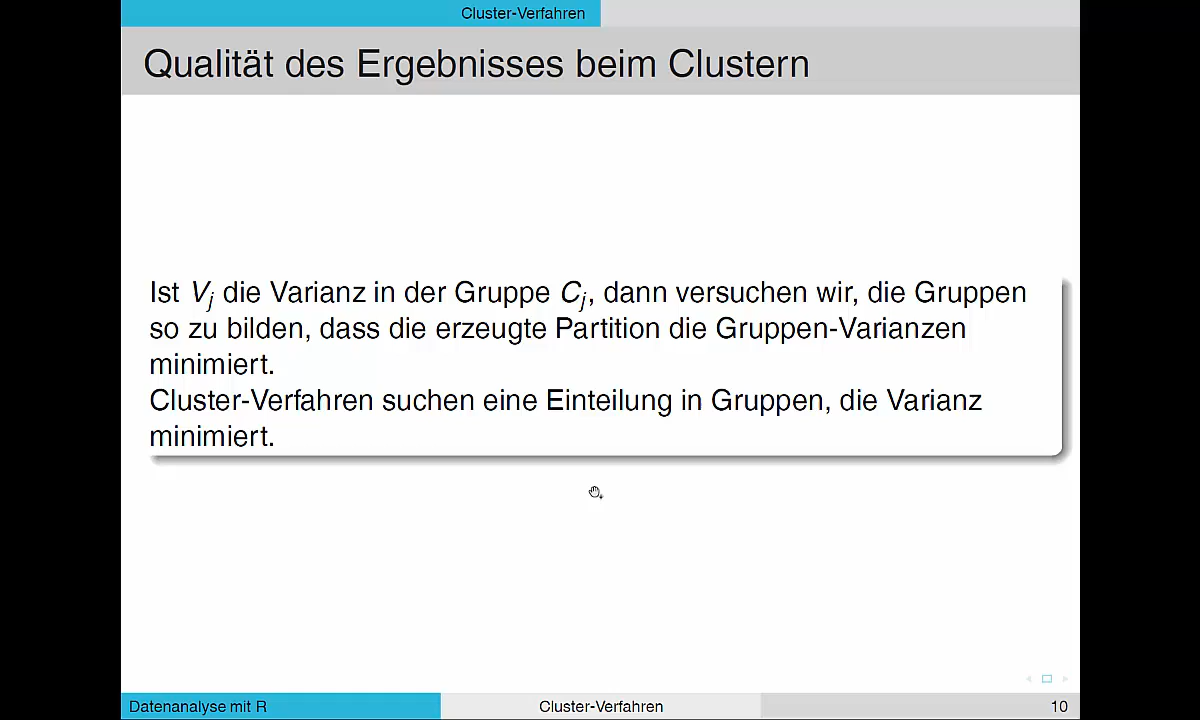 Cluster-Verfahren
Qualität des Ergebnisses beim Clustern
Ist Vj die Varianz in der Gruppe Cj, dann versuchen wir, die Gruppen
so zu bilden, dass die erzeugte Partition die Gruppen-Varianzen
minimiert.
Cluster-Verfahren suchen eine Einteilung in Gruppen, die Varianz
minimiert.
Datenanalyse mit R
Cluster-Verfahren
10